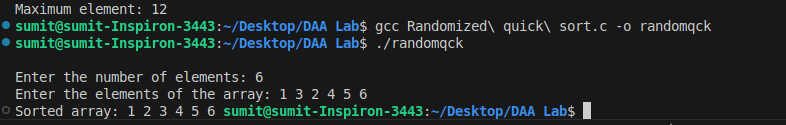 Maximum element: 12
sumit@sumit-Inspiron-3443:~/Desktop/DAA Lab$ gcc Randomized\ quick\ sort.c -o randomqck
sumit@sumit-Inspiron-3443:~/Desktop/DAA Lab$ ./randomqck
Enter the number of elements: 6
Enter the elements of the array: 1 3 2 4 5 6
Sorted array: 1 2 3 4 5 6 sumit@sumit-Inspiron-3443:~/Desktop/DAA Lab$